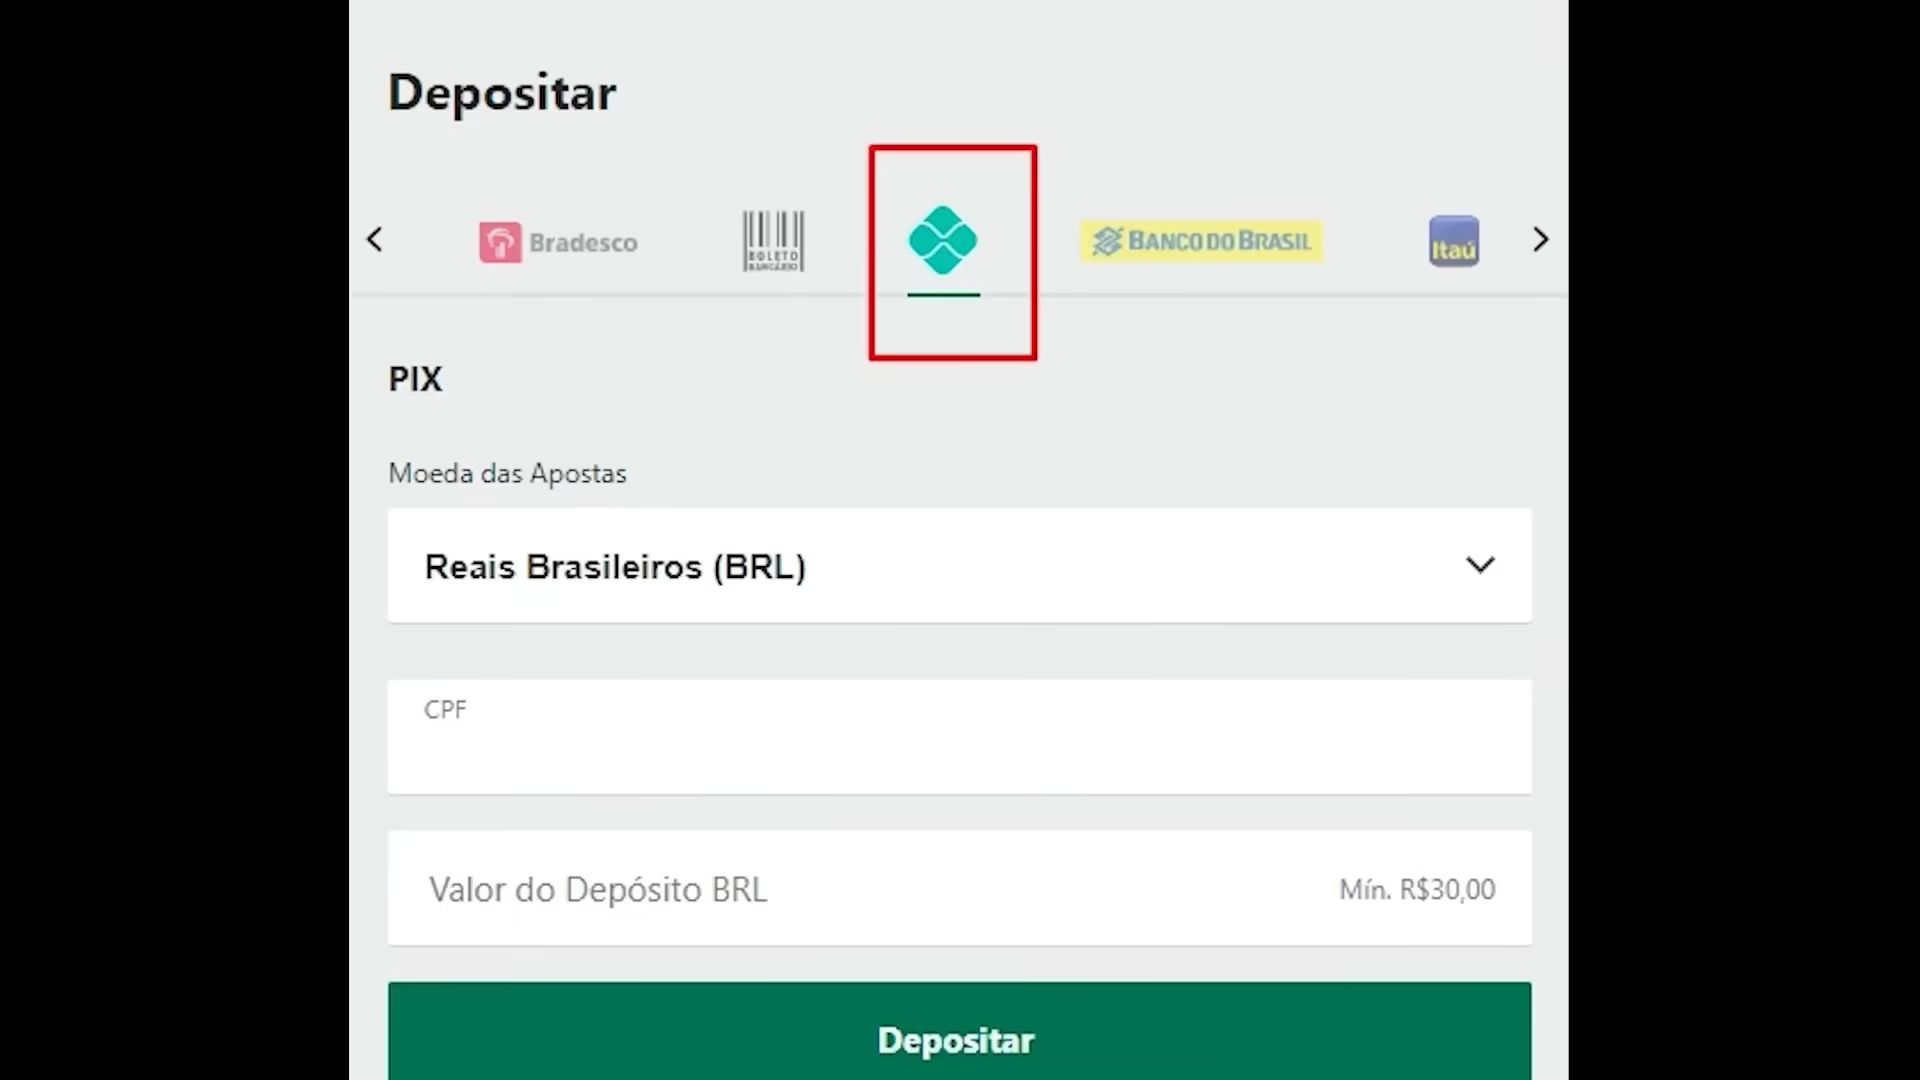 Depositar
Bradesco
BOLETO
BANCÁRIO
BANCO DO BRASIL
Itaú
PIX
Moeda das Apostas
Reais Brasileiros (BRL)
CPF
Valor do Depósito BRL
Mín. R$30,00
Depositar